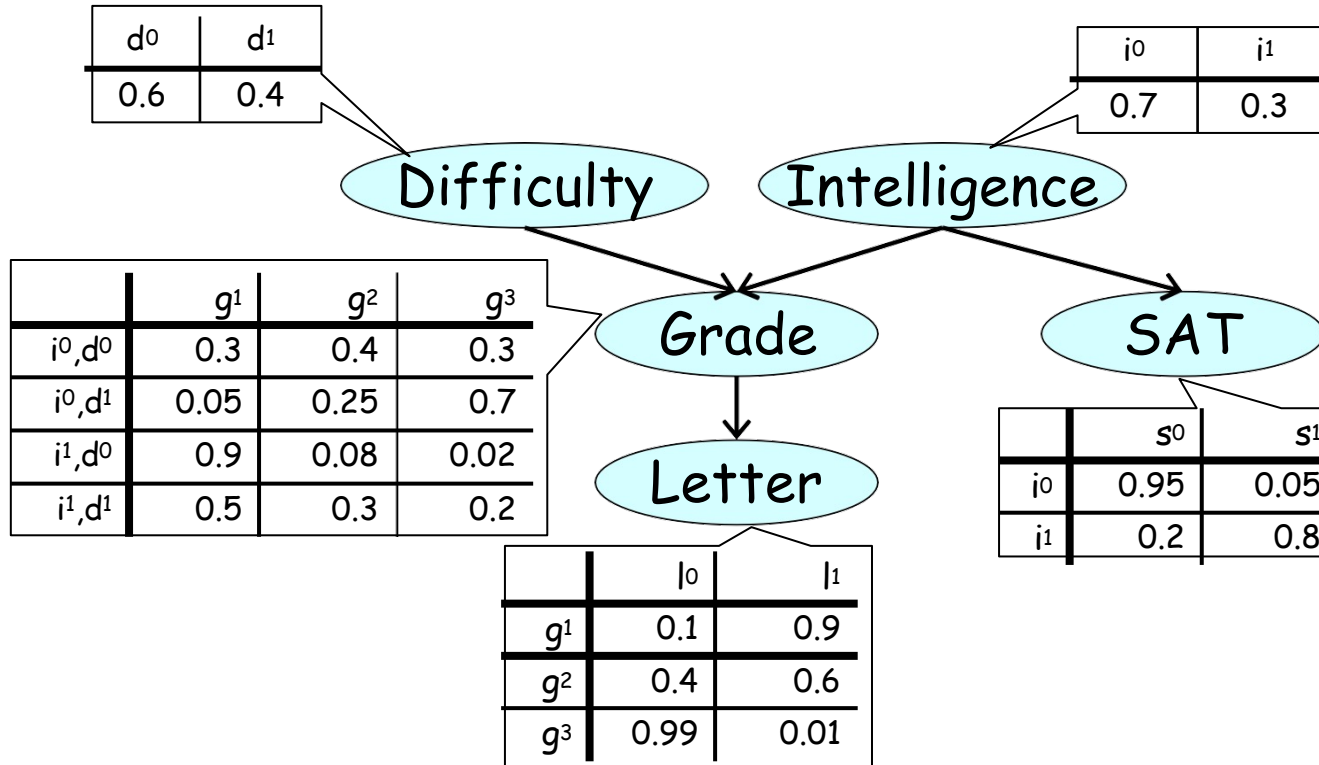 d⁰ d¹
0.6 0.4
i⁰ i¹
0.7 0.3
Difficulty
Intelligence
g¹ g² g³
i⁰,d⁰ 0.3 0.4 0.3
i⁰,d¹ 0.05 0.25 0.7
i¹,d⁰ 0.9 0.08 0.02
i¹,d¹ 0.5 0.3 0.2
Grade
SAT
s⁰ s¹
i⁰ 0.95 0.05
i¹ 0.2 0.8
Letter
l⁰ l¹
g¹ 0.1 0.9
g² 0.4 0.6
g³ 0.99 0.01